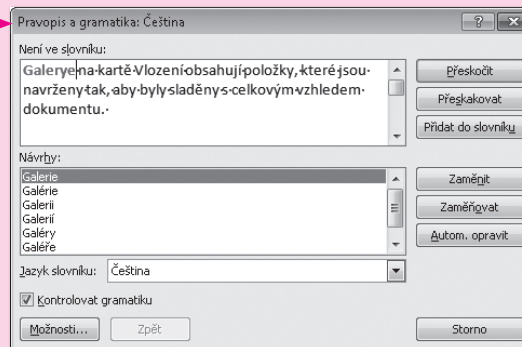 Pravopis a gramatika: Čeština
Není ve slovníku:
Galerye na kartě Vlození obsahují položky, které jsou
navrženy tak, aby byly sladěny s celkovým vzhledem
dokumentu.
Přeskočit
Přeskakovat
Přidat do slovníku
Návrhy:
Galerie
Galérie
Galerii
Galerií
Galéry
Galéře
Zaměnit
Zaměňovat
Autom. opravit
Jazyk slovníku: Čeština
Kontrolovat gramatiku
Možnosti... Zpět Storno